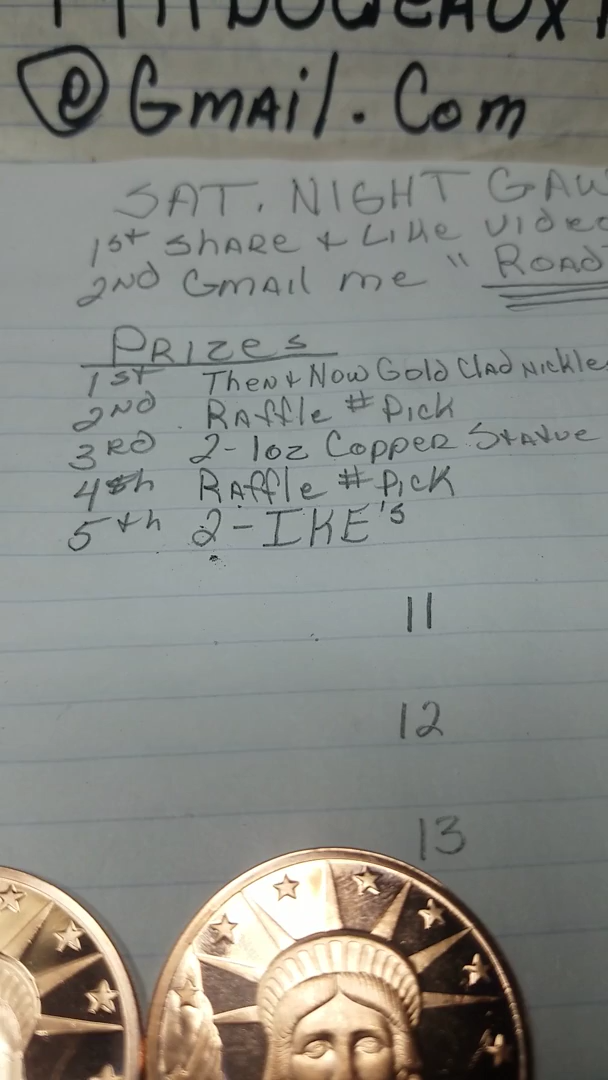 @Gmail.Com
SAT. NIGHT
1st SHARE & LIKE Video
2ND GMAIL me "ROAD
PRIZES
1ST Then & Now Gold Clad Nickles
2ND RAffle # Pick
3RD 2-1oz Copper Statue
4th RAffle # Pick
5th 2-IKE's
11
12
13